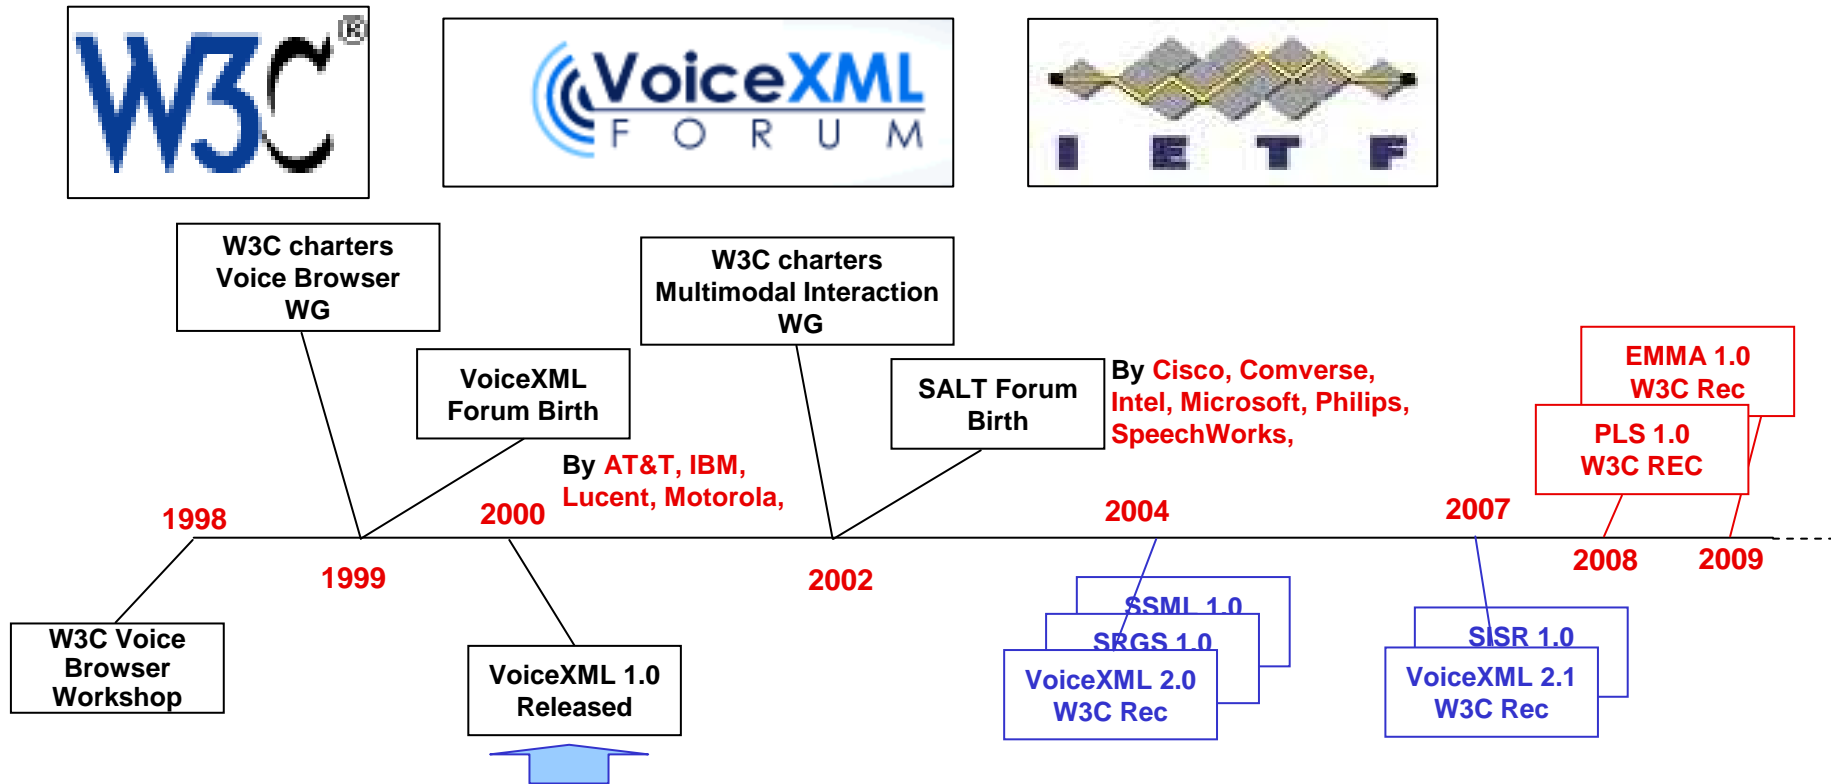 W3C®
VoiceXML
FORUM
IETF
W3C charters
Voice Browser
WG
W3C charters
Multimodal Interaction
WG
VoiceXML
Forum Birth
By AT&T, IBM,
Lucent, Motorola,
SALT Forum
Birth
By Cisco, Comverse,
Intel, Microsoft, Philips,
SpeechWorks,
EMMA 1.0
W3C Rec
PLS 1.0
W3C REC
1998
1999
2000
2002
2004
2007
2008
2009
W3C Voice
Browser
Workshop
VoiceXML 1.0
Released
SSML 1.0
SRGS 1.0
VoiceXML 2.0
W3C Rec
SISR 1.0
VoiceXML 2.1
W3C Rec